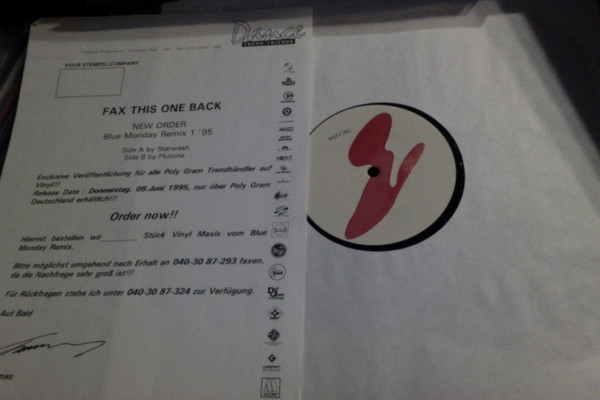 Dance
TREND FRIENDS
YOUR STEMPEL/COMPANY
FAX THIS ONE BACK
NEW ORDER
Blue Monday Remix 1 '95
Side A by Starwash
Side B by Plutone
Exclusive Veröffentlichung für alle Poly Gram Trendhändler auf
Vinyl!!!
Release Date : Donnerstag, 08.Juni 1995, nur über Poly Gram
Deutschland erhältlich!!!
Order now!!
Hiermit bestellen wir_______ Stück Vinyl Maxis vom Blue
Monday Remix.
Bitte möglichst umgehend nach Erhalt an 040-30 87-293 faxen,
da die Nachfrage sehr groß ist!!!
Für Rückfragen stehe ich unter 040-30 87-324 zur Verfügung.
Auf Bald
Def